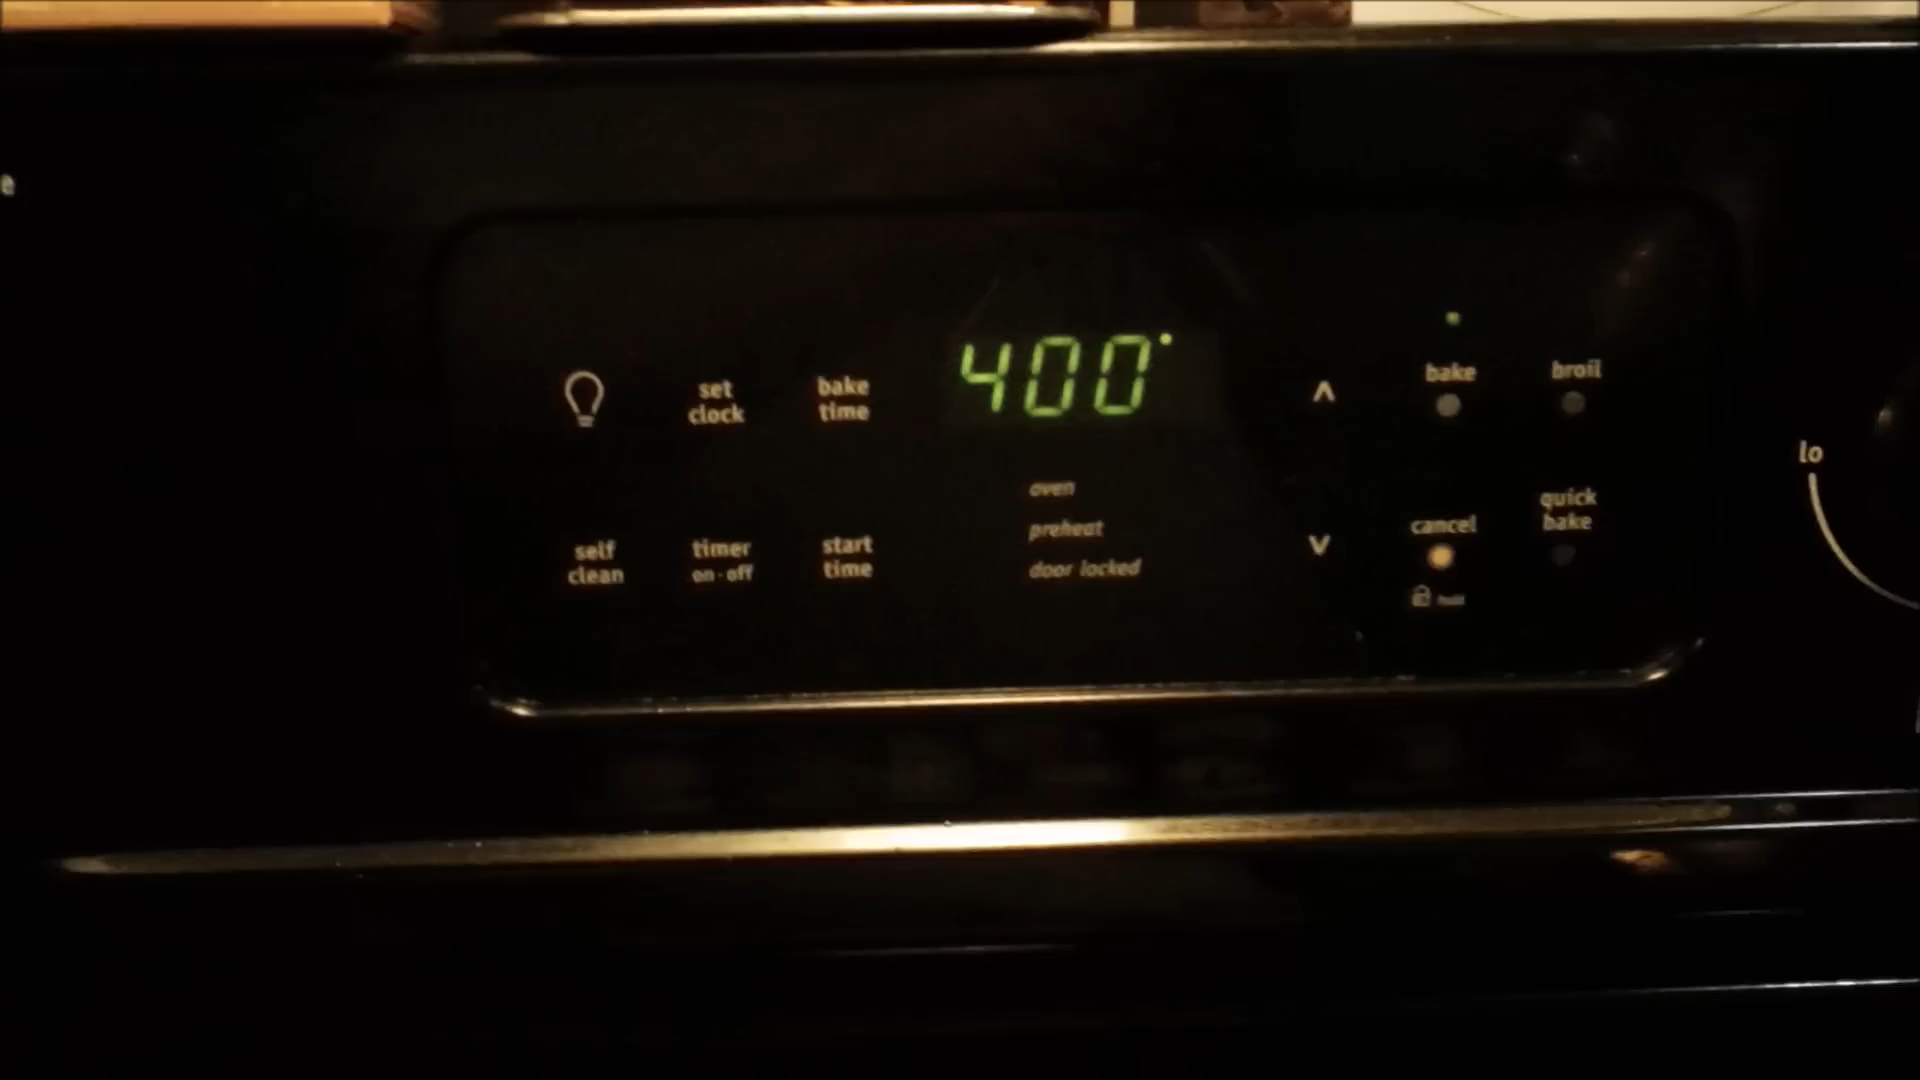 e
400°
set
clock
bake
time
self
clean
timer
on·off
start
time
oven
preheat
door locked
bake
broil
cancel
hold
quick
bake
lo